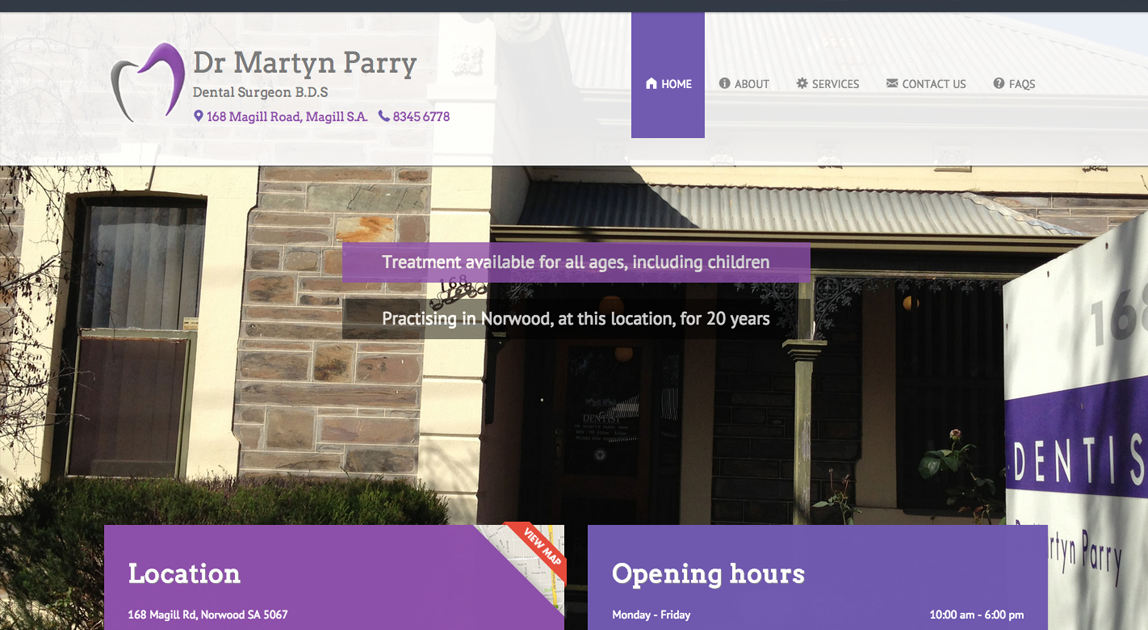 Dr Martyn Parry
Dental Surgeon B.D.S
168 Magill Road, Magill S.A. 8345 6778
HOME ABOUT SERVICES CONTACT US FAQS
Treatment available for all ages, including children
168
Practising in Norwood, at this location, for 20 years
DENTIST
168
DENTIS
rtyn Parry
VIEW MAP
Location
168 Magill Rd, Norwood SA 5067
Opening hours
Monday - Friday 10:00 am - 6:00 pm